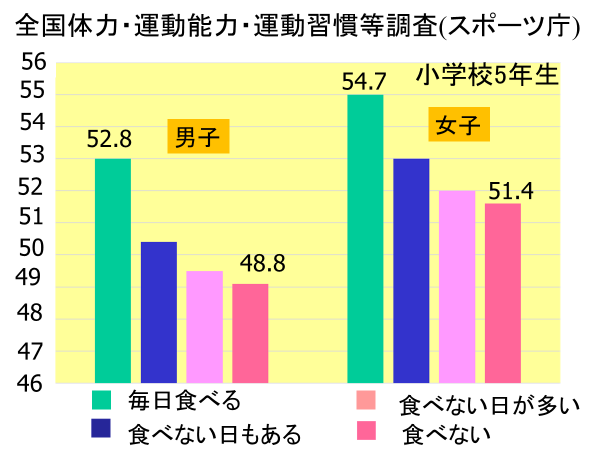 全国体力・運動能力・運動習慣等調査(スポーツ庁)
小学校5年生
56
55
54
53
52
51
50
49
48
47
46
男子
女子
52.8
48.8
54.7
51.4
毎日食べる
食べない日が多い
食べない日もある
食べない